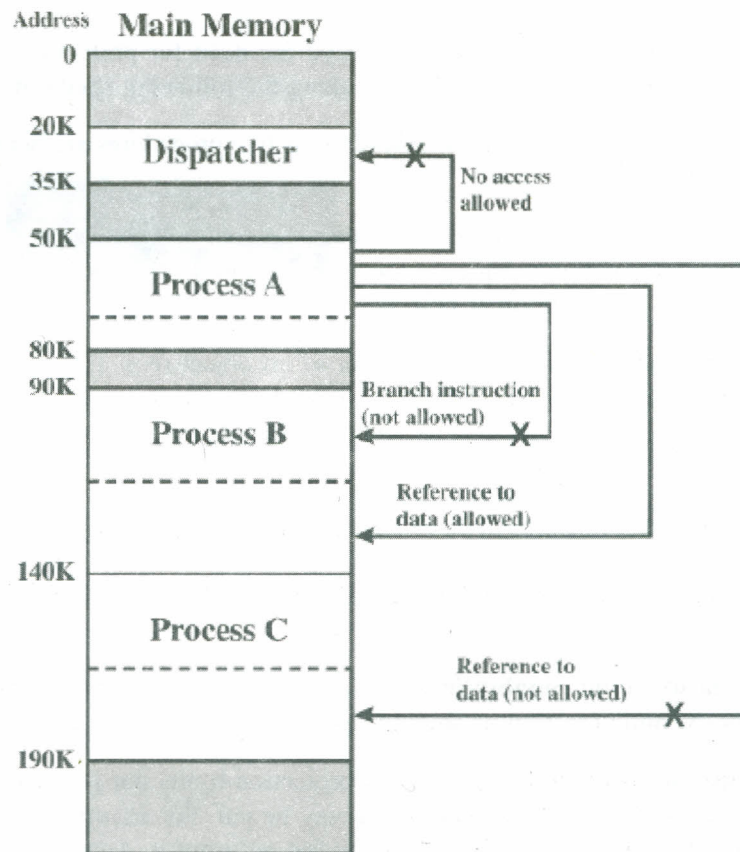 Address
Main Memory
0
20K
Dispatcher
35K
No access
allowed
50K
Process A
80K
90K
Branch instruction
(not allowed)
Process B
Reference to
data (allowed)
140K
Process C
Reference to
data (not allowed)
190K